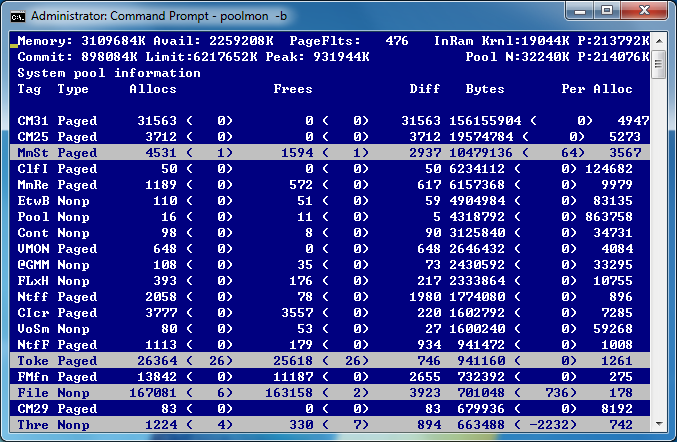 Administrator: Command Prompt - poolmon -b
Memory: 3109684K Avail: 2259208K PageFlts: 476 InRam Krnl:19044K P:213792K
Commit: 898084K Limit:6217652K Peak: 931944K Pool N:32240K P:214076K
System pool information
Tag Type Allocs Frees Diff Bytes Per Alloc
CM31 Paged 31563 ( 0) 0 ( 0) 31563 156155904 ( 0) 4947
CM25 Paged 3712 ( 0) 0 ( 0) 3712 19574784 ( 0) 5273
MmSt Paged 4531 ( 1) 1594 ( 1) 2937 10479136 ( 64) 3567
ClfI Paged 50 ( 0) 0 ( 0) 50 6234112 ( 0) 124682
MmRe Paged 1189 ( 0) 572 ( 0) 617 6157368 ( 0) 9979
EtwB Nonp 110 ( 0) 51 ( 0) 59 4904984 ( 0) 83135
Pool Nonp 16 ( 0) 11 ( 0) 5 4318792 ( 0) 863758
Cont Nonp 98 ( 0) 8 ( 0) 90 3125840 ( 0) 34731
VMON Paged 648 ( 0) 0 ( 0) 648 2646432 ( 0) 4084
@GMM Nonp 108 ( 0) 35 ( 0) 73 2430592 ( 0) 33295
FLxH Nonp 393 ( 0) 176 ( 0) 217 2333864 ( 0) 10755
Ntff Paged 2058 ( 0) 78 ( 0) 1980 1774080 ( 0) 896
CIcr Paged 3777 ( 0) 3557 ( 0) 220 1602792 ( 0) 7285
VoSm Nonp 80 ( 0) 53 ( 0) 27 1600240 ( 0) 59268
NtfF Paged 1113 ( 0) 179 ( 0) 934 941472 ( 0) 1008
Toke Paged 26364 ( 26) 25618 ( 26) 746 941160 ( 0) 1261
FMfn Paged 13842 ( 0) 11187 ( 0) 2655 732392 ( 0) 275
File Nonp 167081 ( 6) 163158 ( 2) 3923 701048 ( 736) 178
CM29 Paged 83 ( 0) 0 ( 0) 83 679936 ( 0) 8192
Thre Nonp 1224 ( 4) 330 ( 7) 894 663488 ( -2232) 742